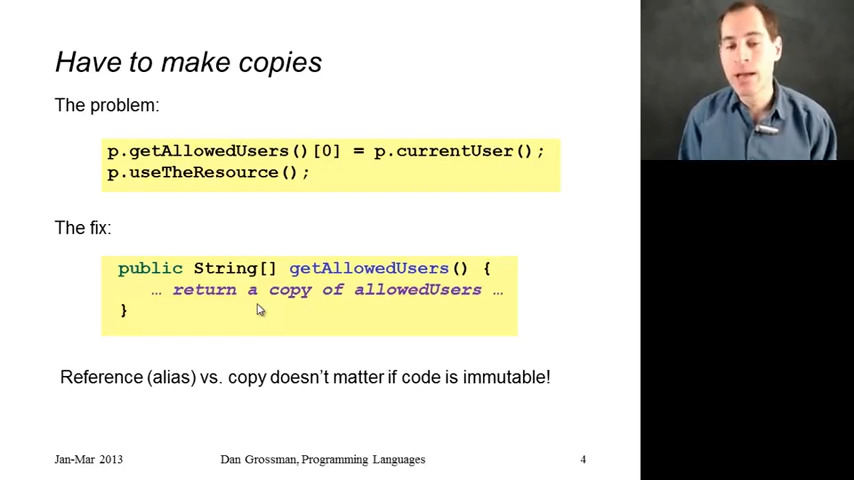 Have to make copies
The problem:
p.getAllowedUsers()[0] = p.currentUser();
p.useTheResource();
The fix:
public String[] getAllowedUsers() {
… return a copy of allowedUsers …
}
Reference (alias) vs. copy doesn't matter if code is immutable!
Jan-Mar 2013 Dan Grossman, Programming Languages 4